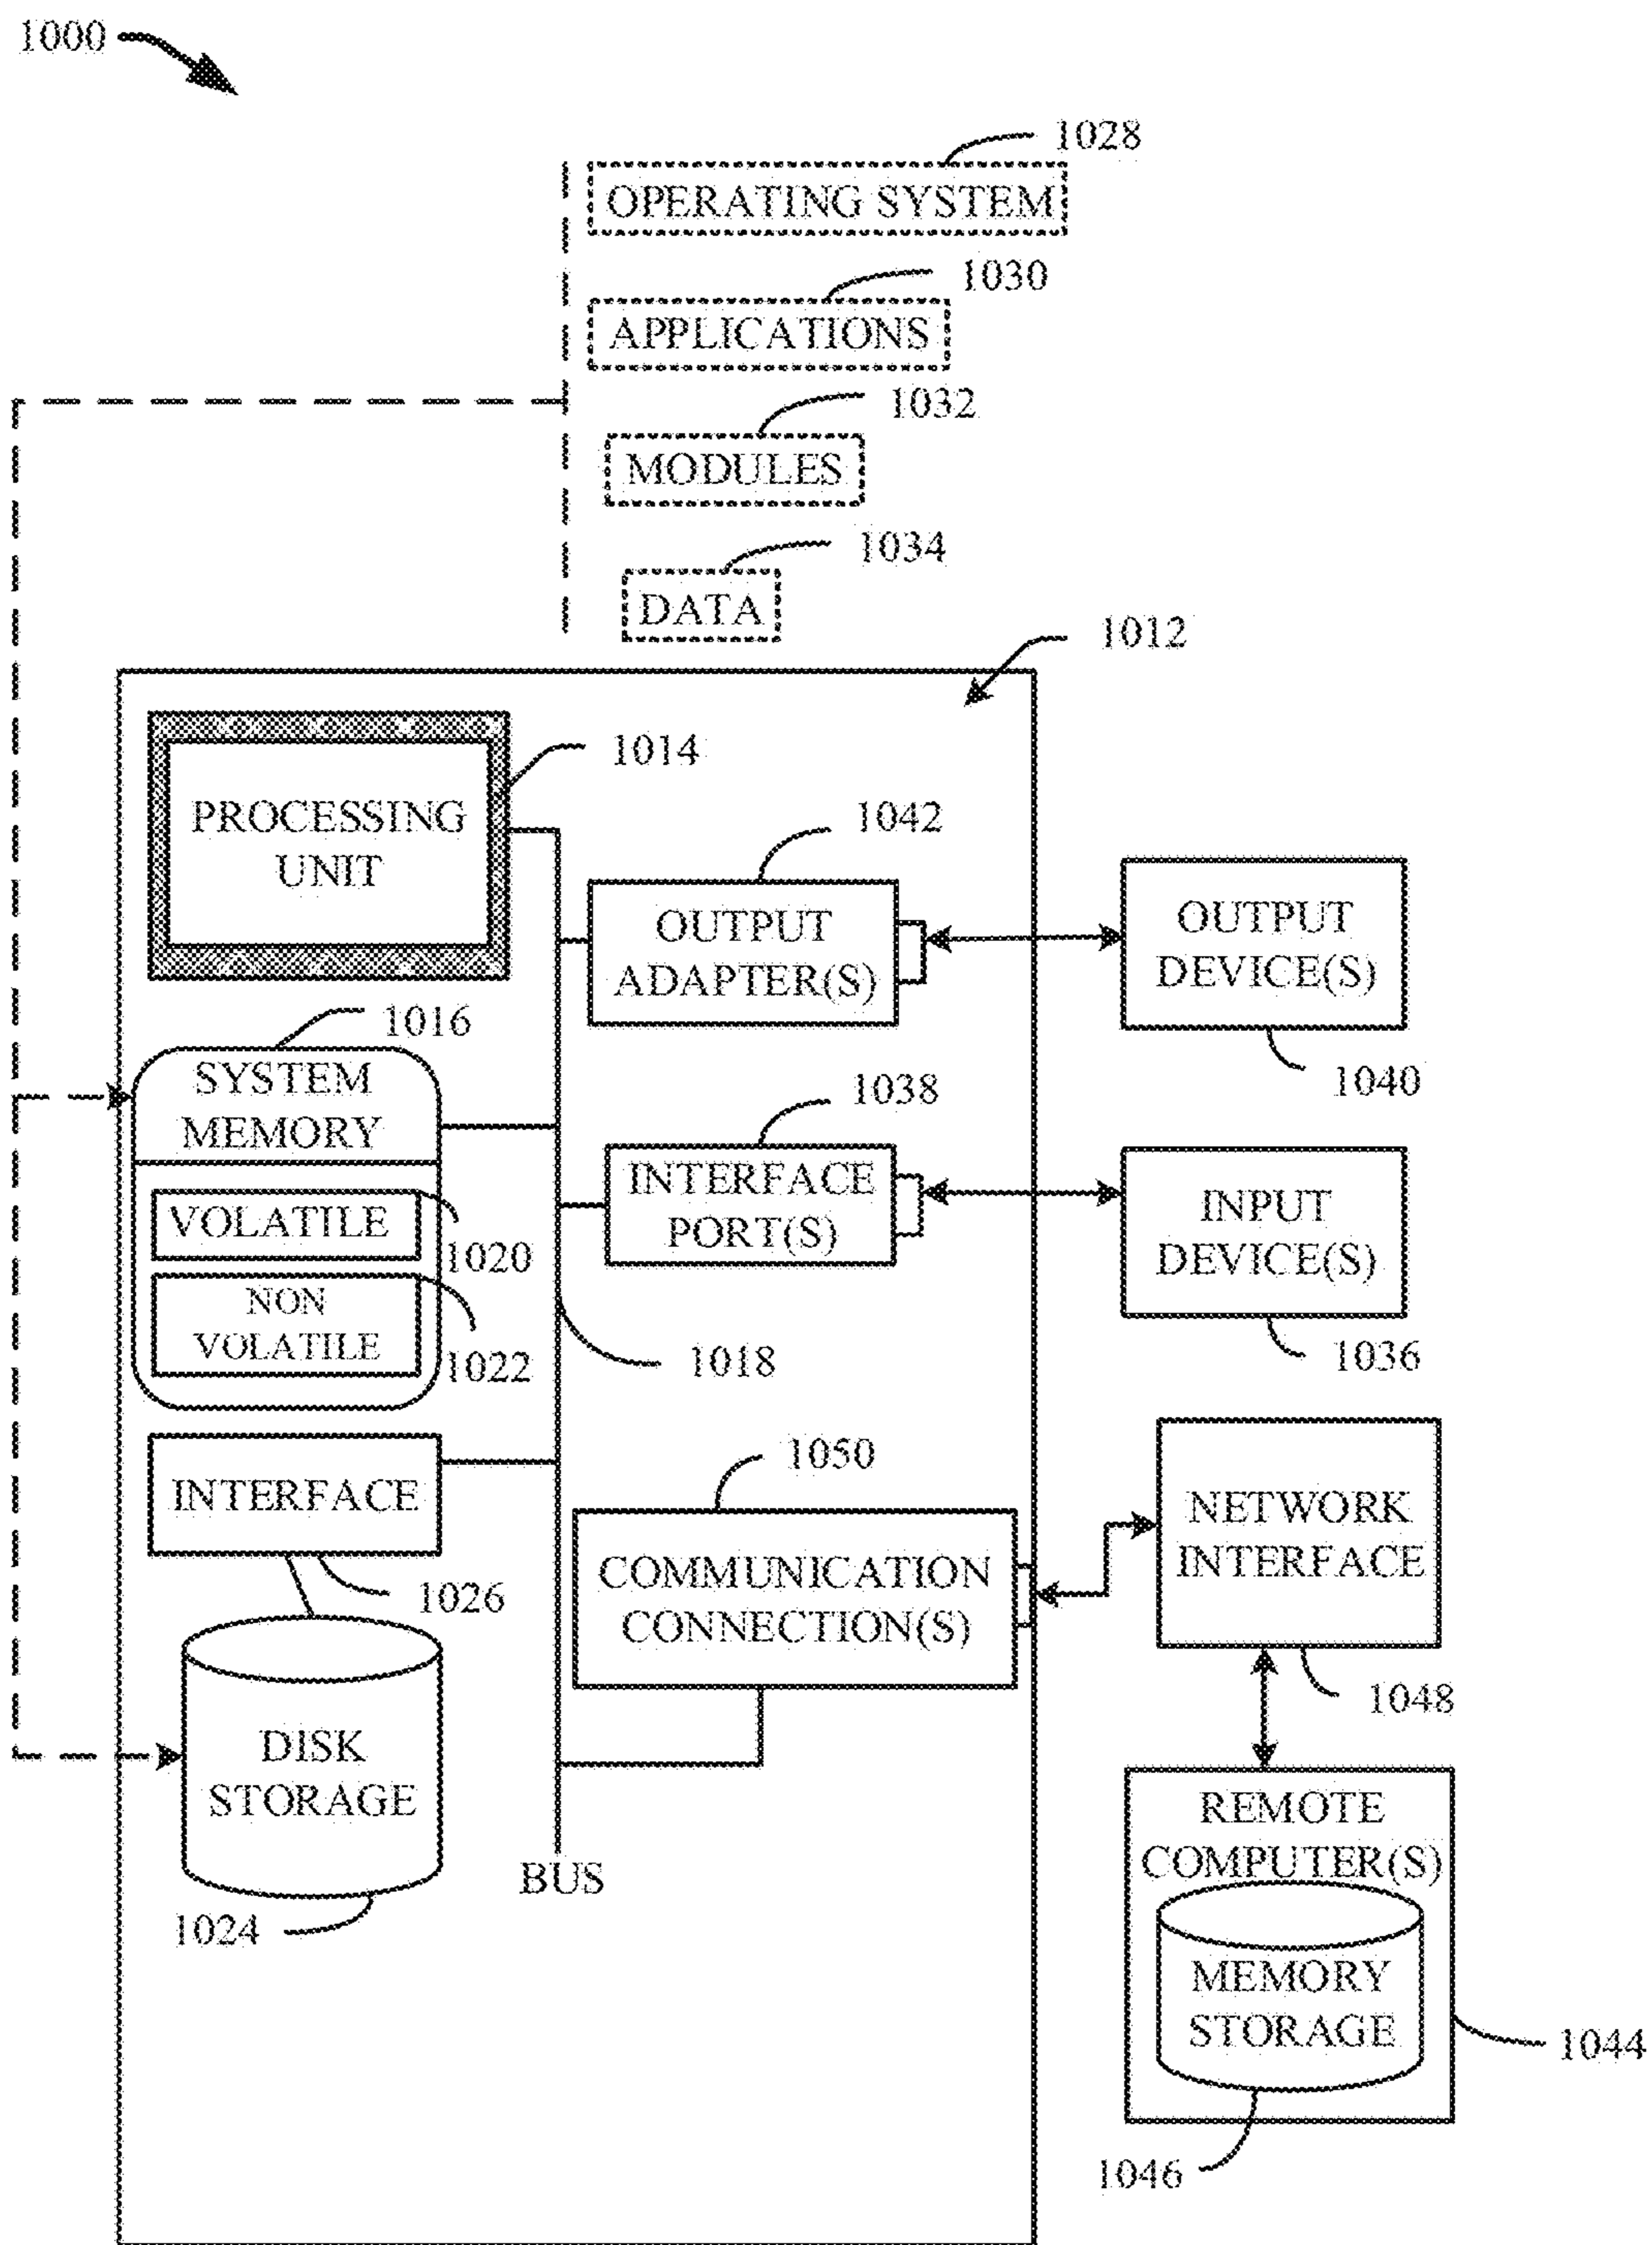 1000
1028
OPERATING SYSTEM
1030
APPLICATIONS
1032
MODULES
1034
DATA
1012
PROCESSING
UNIT
1014
1042
OUTPUT
ADAPTER(S)
OUTPUT
DEVICE(S)
1040
1016
SYSTEM
MEMORY
VOLATILE
1020
NON
VOLATILE
1022
1038
INTERFACE
PORT(S)
INPUT
DEVICE(S)
1036
1018
INTERFACE
1026
1050
COMMUNICATION
CONNECTION(S)
NETWORK
INTERFACE
1048
DISK
STORAGE
1024
BUS
REMOTE
COMPUTER(S)
MEMORY
STORAGE
1044
1046